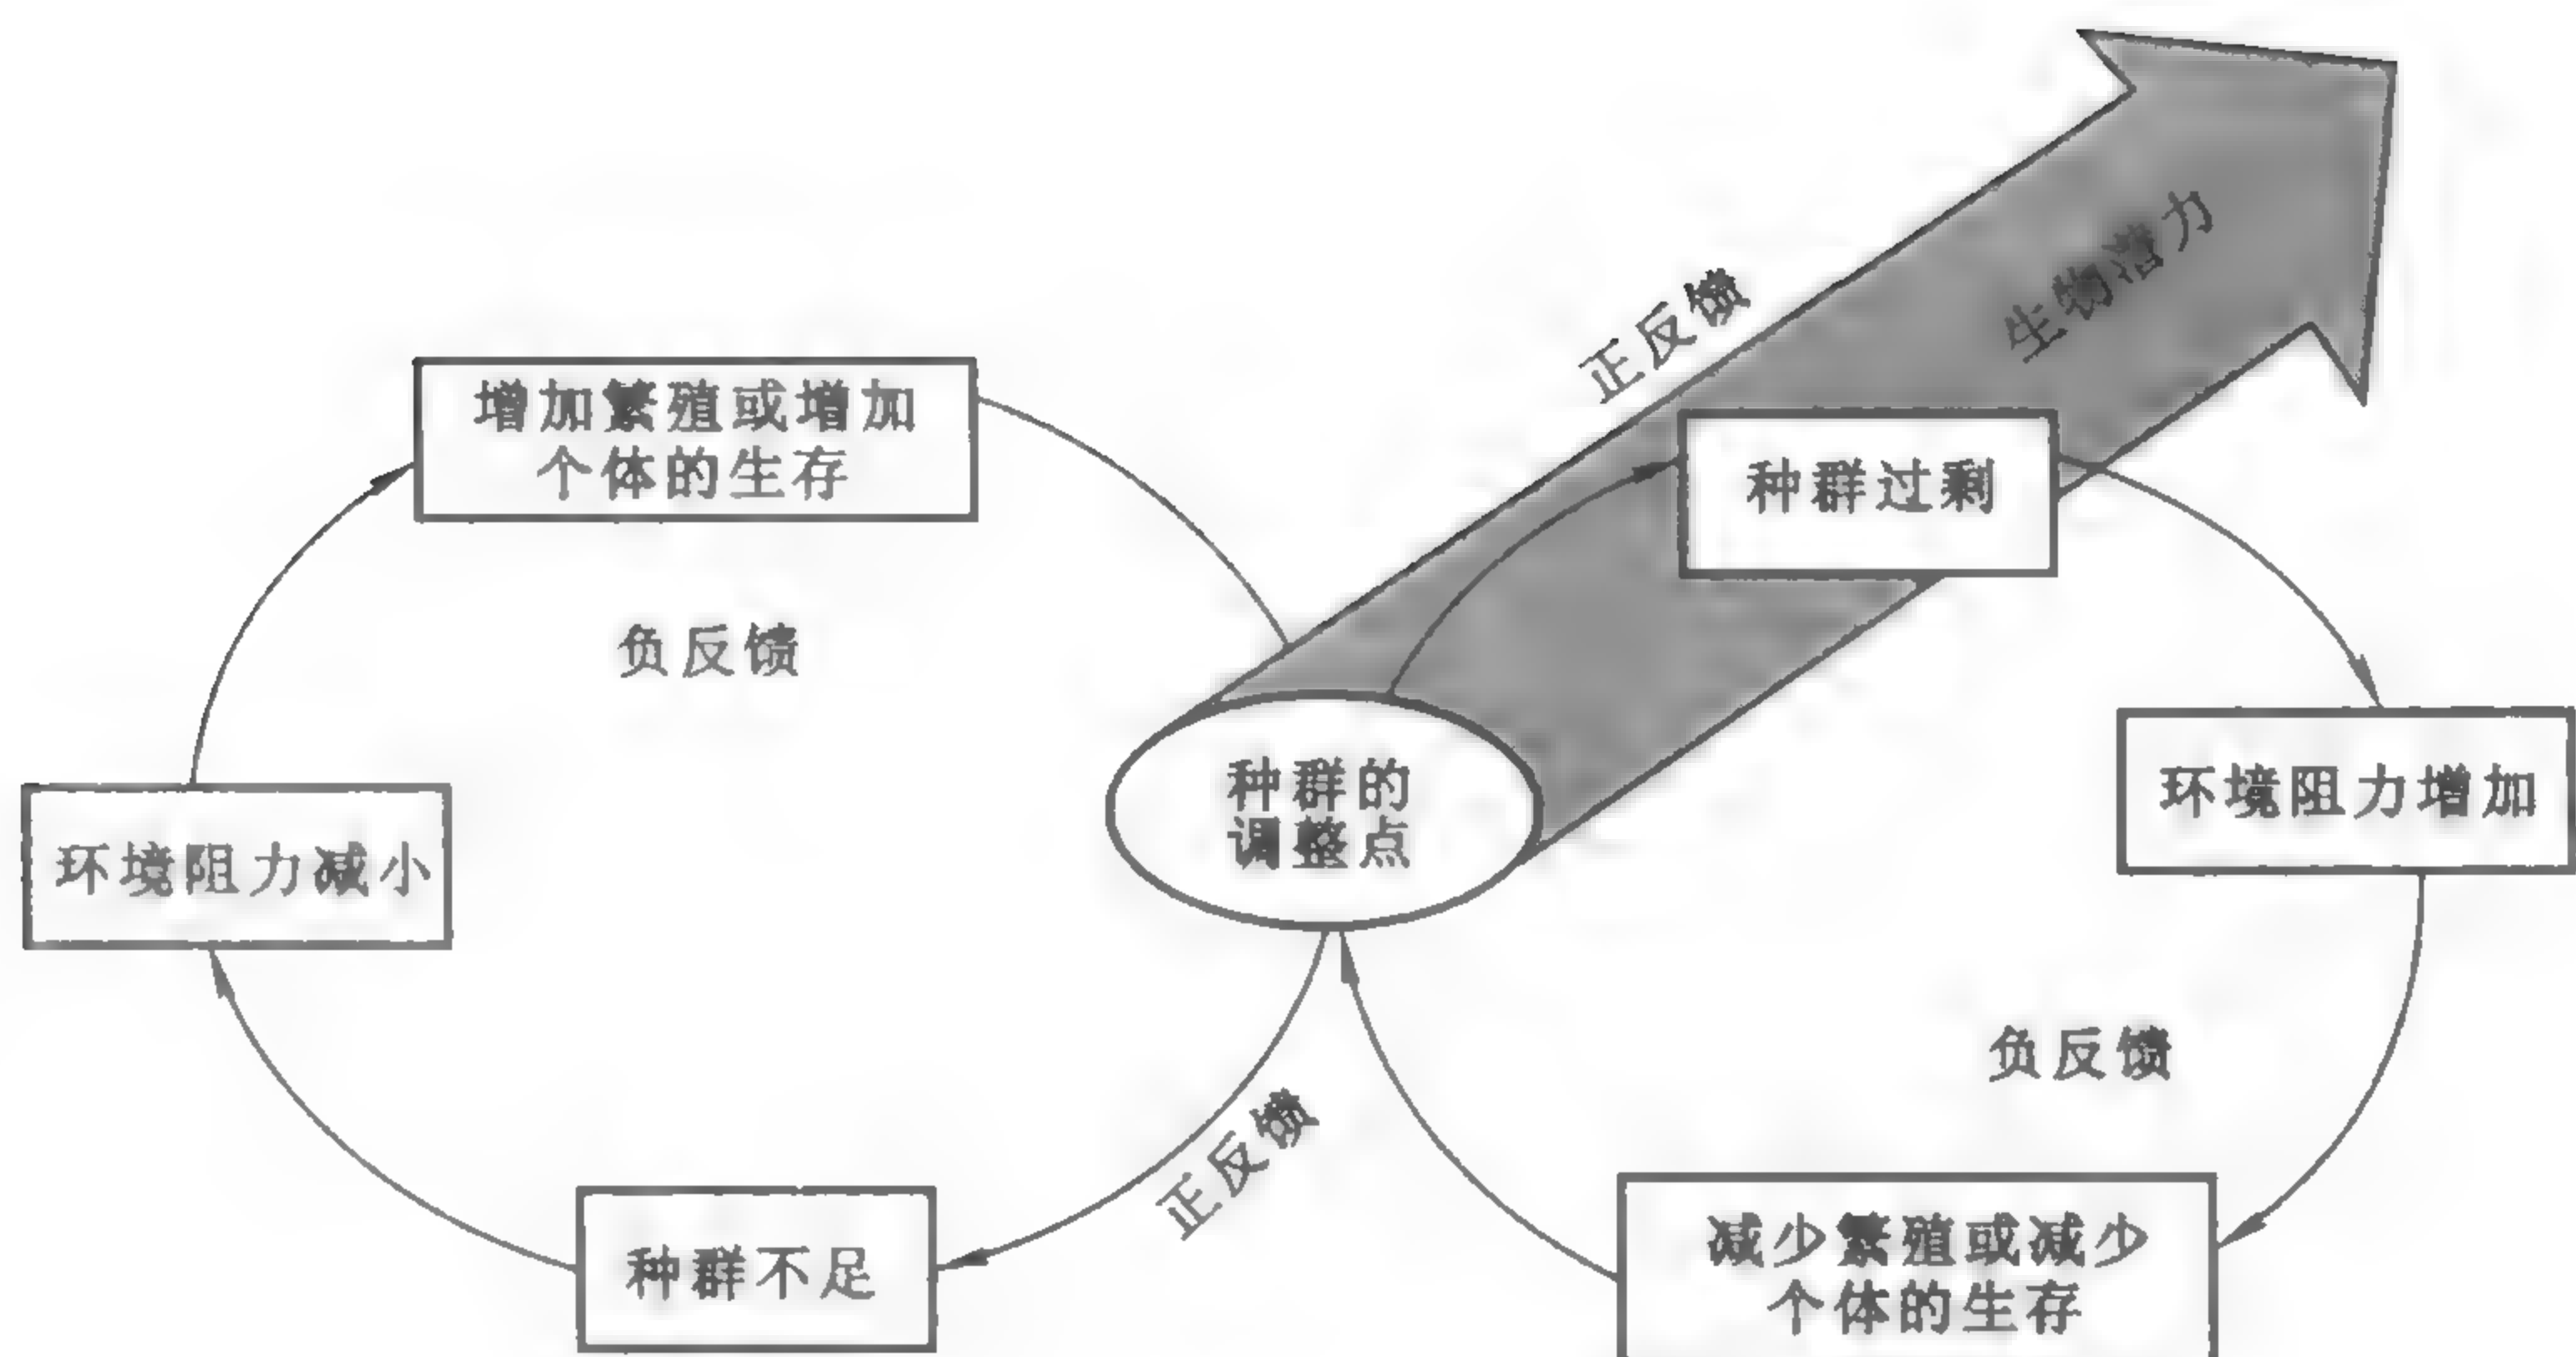 正反馈
生物潜力
增加繁殖或增加
个体的生存
种群过剩
负反馈
种群的
调整点
环境阻力增加
环境阻力减小
负反馈
正反馈
种群不足
减少繁殖或减少
个体的生存